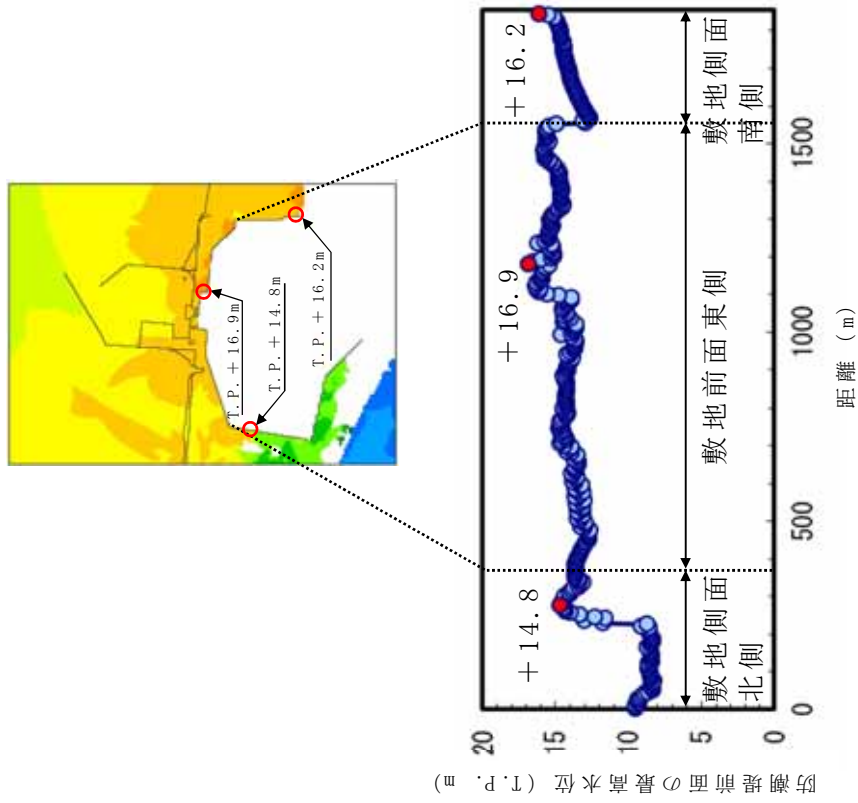 T.P.＋16.9m
T.P.＋14.8m
T.P.＋16.2m
防潮堤前面の最高水位 (T.P. m)
20
15
10
5
0
＋14.8
＋16.9
＋16.2
敷地側面
北側
敷地前面東側
敷地側面
南側
0
500
1000
1500
距離 (m)